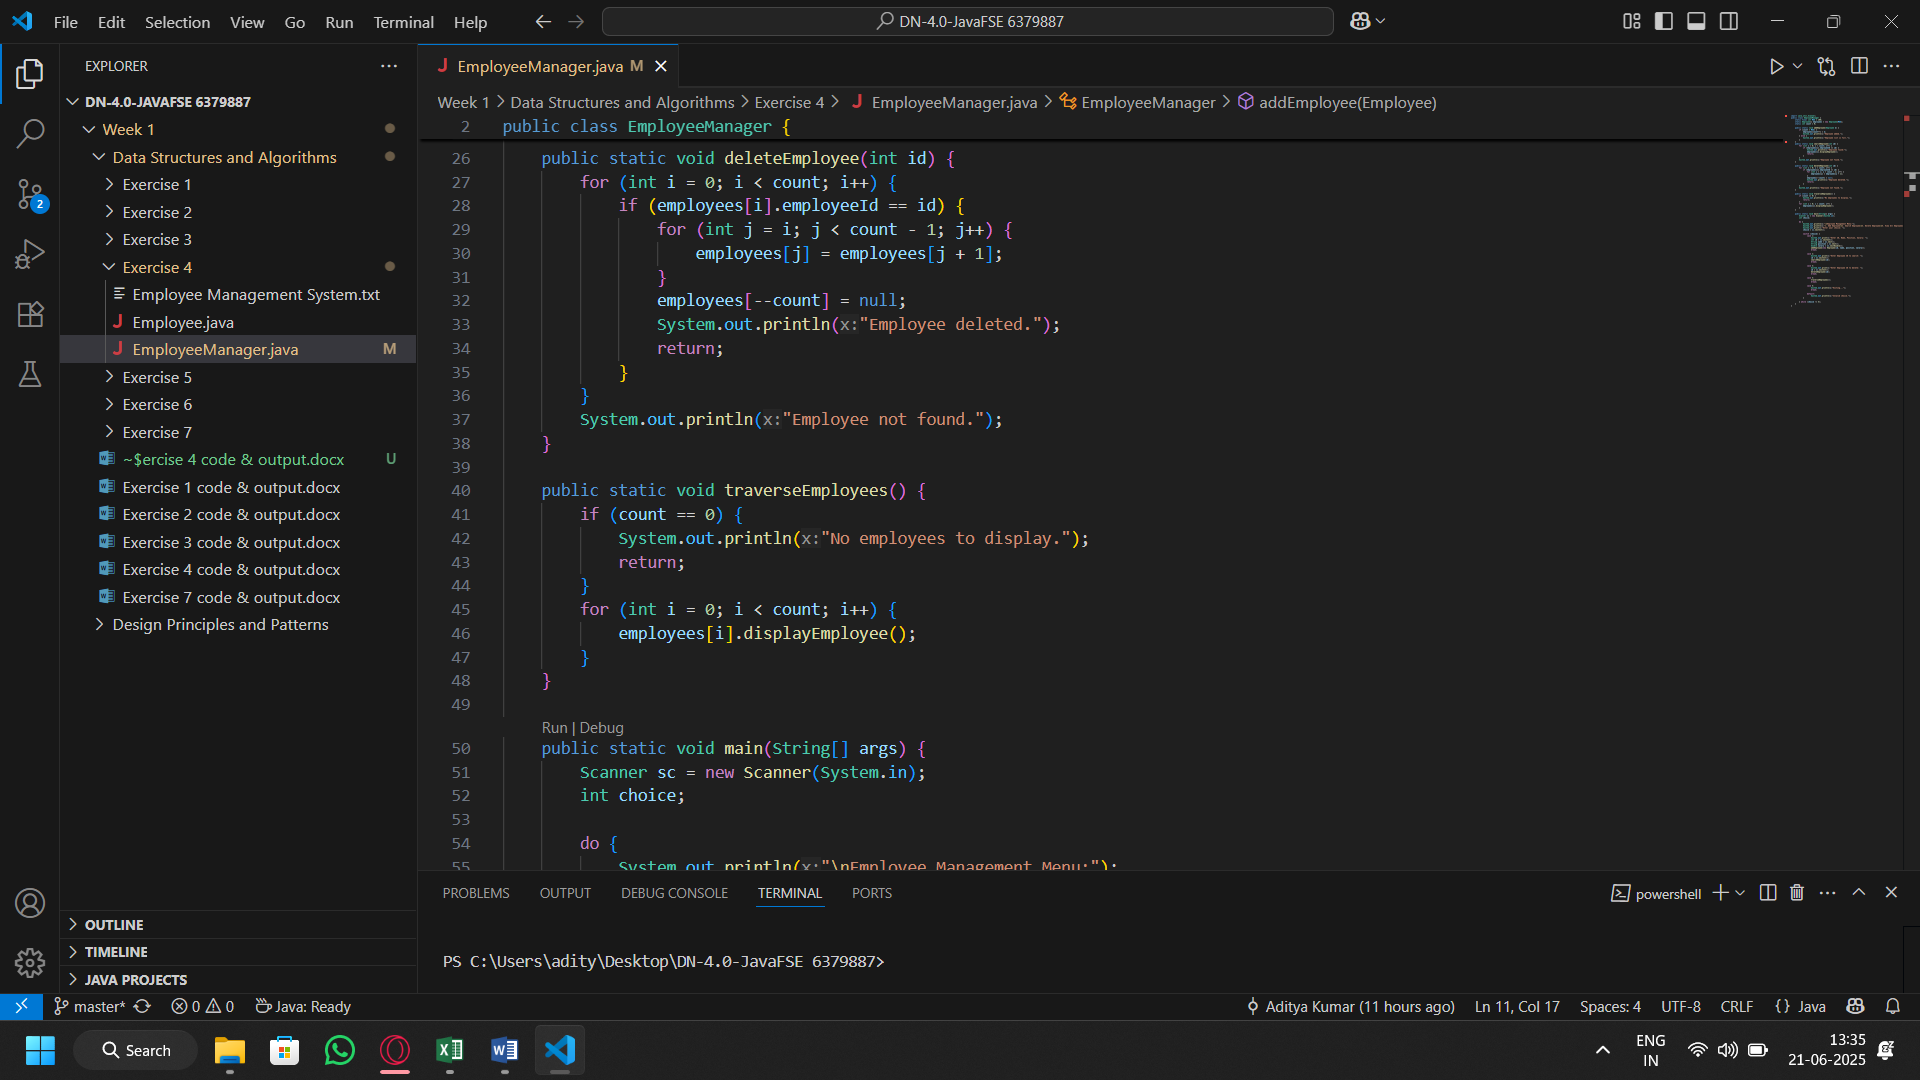 File Edit Selection View Go Run Terminal Help
DN-4.0-JavaFSE 6379887
EXPLORER
DN-4.0-JAVAFSE 6379887
Week 1
Data Structures and Algorithms
Exercise 1
Exercise 2
Exercise 3
Exercise 4
Employee Management System.txt
Employee.java
EmployeeManager.java M
Exercise 5
Exercise 6
Exercise 7
~$ercise 4 code & output.docx U
Exercise 1 code & output.docx
Exercise 2 code & output.docx
Exercise 3 code & output.docx
Exercise 4 code & output.docx
Exercise 7 code & output.docx
Design Principles and Patterns
OUTLINE
TIMELINE
JAVA PROJECTS
2
EmployeeManager.java M
Week 1 > Data Structures and Algorithms > Exercise 4 > EmployeeManager.java > EmployeeManager > addEmployee(Employee)
2 public class EmployeeManager {
26 public static void deleteEmployee(int id) {
27 for (int i = 0; i < count; i++) {
28 if (employees[i].employeeId == id) {
29 for (int j = i; j < count - 1; j++) {
30 employees[j] = employees[j + 1];
31 }
32 employees[--count] = null;
33 System.out.println(x:"Employee deleted.");
34 return;
35 }
36 }
37 System.out.println(x:"Employee not found.");
38 }
39
40 public static void traverseEmployees() {
41 if (count == 0) {
42 System.out.println(x:"No employees to display.");
43 return;
44 }
45 for (int i = 0; i < count; i++) {
46 employees[i].displayEmployee();
47 }
48 }
49
Run | Debug
50 public static void main(String[] args) {
51 Scanner sc = new Scanner(System.in);
52 int choice;
53
54 do {
55 System.out.println(x:"\nEmployee Management Menu:");
PROBLEMS OUTPUT DEBUG CONSOLE TERMINAL PORTS
powershell
PS C:\Users\adity\Desktop\DN-4.0-JavaFSE 6379887>
master* 0 0 Java: Ready
Aditya Kumar (11 hours ago) Ln 11, Col 17 Spaces: 4 UTF-8 CRLF {} Java
Search
ENG
IN
13:35
21-06-2025